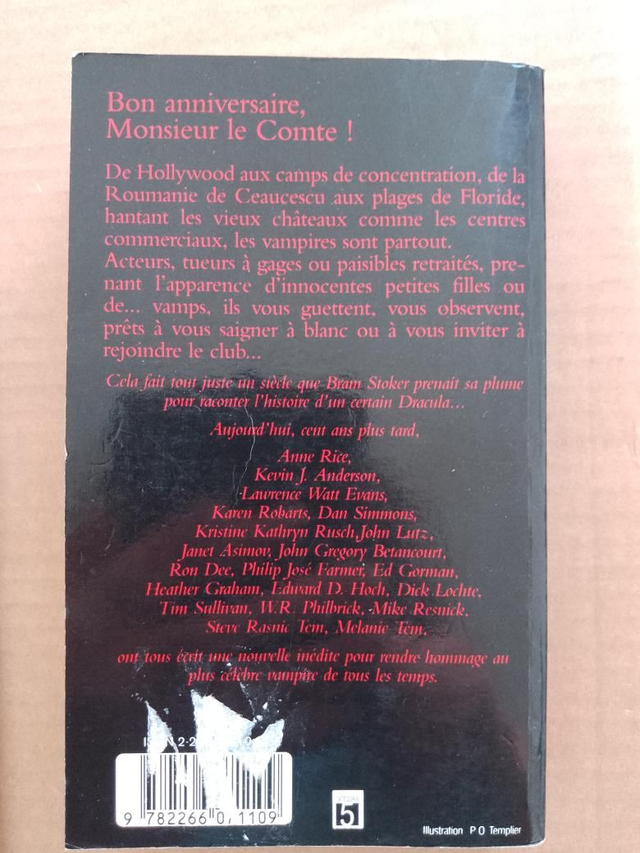 Bon anniversaire,
Monsieur le Comte !
De Hollywood aux camps de concentration, de la
Roumanie de Ceaucescu aux plages de Floride,
hantant les vieux châteaux comme les centres
commerciaux, les vampires sont partout.
Acteurs, tueurs à gages ou paisibles retraités, pre-
nant l'apparence d'innocentes petites filles ou
de... vamps, ils vous guettent, vous observent,
prêts à vous saigner à blanc ou à vous inviter à
rejoindre le club...
Cela fait tout juste un siècle que Bram Stoker prenait sa plume
pour raconter l'histoire d'un certain Dracula...
Aujourd'hui, cent ans plus tard,
Anne Rice,
Kevin J. Anderson,
Lawrence Watt Evans,
Karen Robarts, Dan Simmons,
Kristine Kathryn Rusch, John Lutz,
Janet Asimov, John Gregory Betancourt,
Ron Dee, Philip José Farmer, Ed Gorman,
Heather Graham, Edward D. Hoch, Dick Lochte,
Tim Sullivan, W.R. Philbrick, Mike Resnick,
Steve Rasnic Tem, Melanie Tem,
ont tous écrit une nouvelle inédite pour rendre hommage au
plus célèbre vampire de tous les temps.
9 782266 0 1109
5
Illustration P O Templier